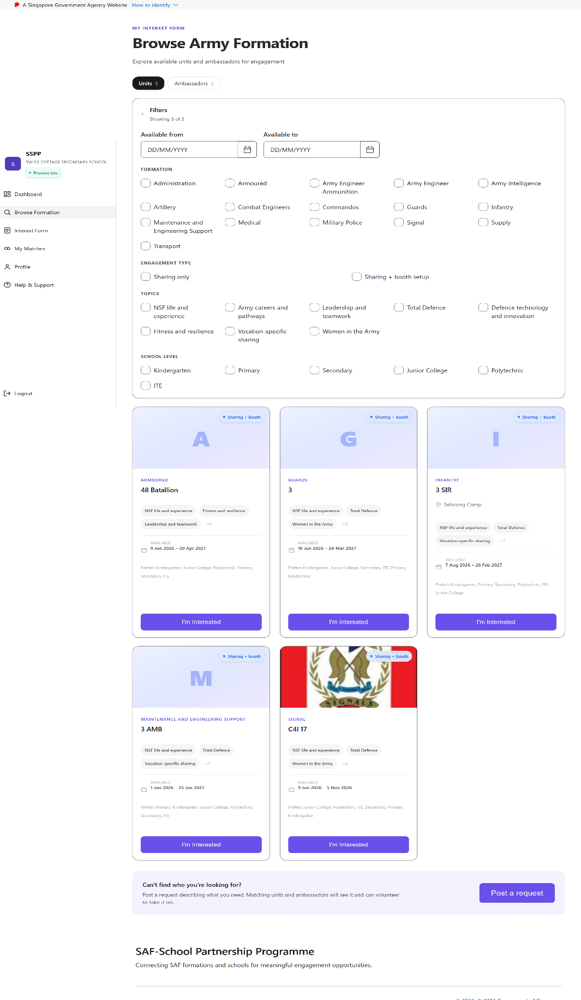 A Singapore Government Agency Website How to identify
MY INTEREST FORM
Browse Army Formation
Explore available units and ambassadors for engagement
Units 5 Ambassadors 6
SSPP
S
SWISS COTTAGE SECONDARY SCHOOL
Firestore Live
Dashboard
Browse Formation
Interest Form
My Matches
Profile
Help & Support
Logout
Filters
Showing 5 of 5
Available from Available to
DD/MM/YYYY DD/MM/YYYY
FORMATION
Administration Armoured Army Engineer Ammunition Army Engineer Army Intelligence
Artillery Combat Engineers Commandos Guards Infantry
Maintenance and Engineering Support Medical Military Police Signal Supply
Transport
ENGAGEMENT TYPE
Sharing only Sharing + booth setup
TOPICS
NSF life and experience Army careers and pathways Leadership and teamwork Total Defence Defence technology and innovation
Fitness and resilience Vocation-specific sharing Women in the Army
SCHOOL LEVEL
Kindergarten Primary Secondary Junior College Polytechnic
ITE
Sharing + booth
A
ARMOURED
48 Batallion
NSF life and experience Fitness and resilience
Leadership and teamwork +1
AVAILABLE
9 Jun 2026 – 20 Apr 2027
Prefers Kindergarten, Junior College, Polytechnic, Primary,
Secondary, ITE
I'm Interested
Sharing + booth
G
GUARDS
3
NSF life and experience Total Defence
Women in the Army +5
AVAILABLE
10 Jun 2026 – 24 Mar 2027
Prefers Kindergarten, Junior College, Secondary, ITE, Primary,
Polytechnic
I'm Interested
Sharing + booth
I
INFANTRY
3 SIR
Selarang Camp
NSF life and experience Total Defence
Vocation-specific sharing +1
AVAILABLE
7 Aug 2026 – 26 Feb 2027
Prefers Kindergarten, Primary, Secondary, Polytechnic, ITE,
Junior College
I'm Interested
Sharing + booth
M
MAINTENANCE AND ENGINEERING SUPPORT
3 AMB
NSF life and experience Total Defence
Vocation-specific sharing +1
AVAILABLE
1 Jun 2026 – 25 Jan 2027
Prefers Primary, Kindergarten, Junior College, Polytechnic,
Secondary, ITE
I'm Interested
Sharing + booth
SIGNALS
SIGNAL
C4I 17
NSF life and experience Total Defence
Women in the Army +5
AVAILABLE
9 Jun 2026 – 5 Nov 2026
Prefers Junior College, Polytechnic, ITE, Secondary, Primary,
Kindergarten
I'm Interested
Can't find who you're looking for?
Post a request describing what you need. Matching units and ambassadors will see it and can volunteer
to take it on.
Post a request
SAF-School Partnership Programme
Connecting SAF formations and schools for meaningful engagement opportunities.